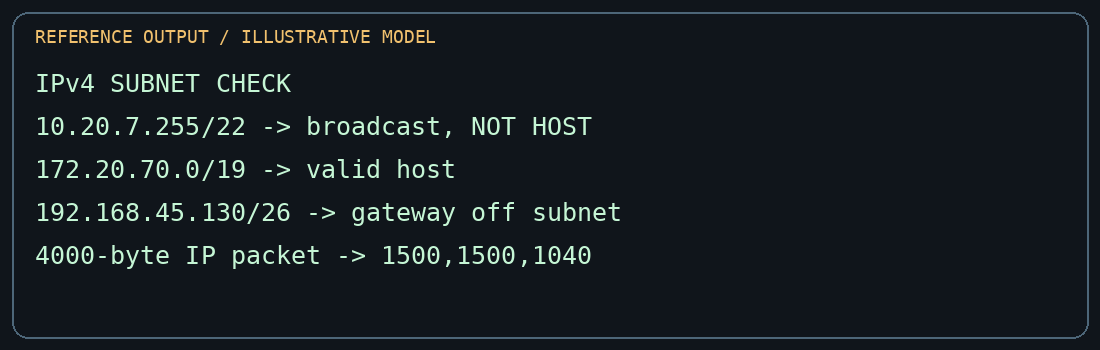 REFERENCE OUTPUT / ILLUSTRATIVE MODEL
IPv4 SUBNET CHECK
10.20.7.255/22 -> broadcast, NOT HOST
172.20.70.0/19 -> valid host
192.168.45.130/26 -> gateway off subnet
4000-byte IP packet -> 1500,1500,1040